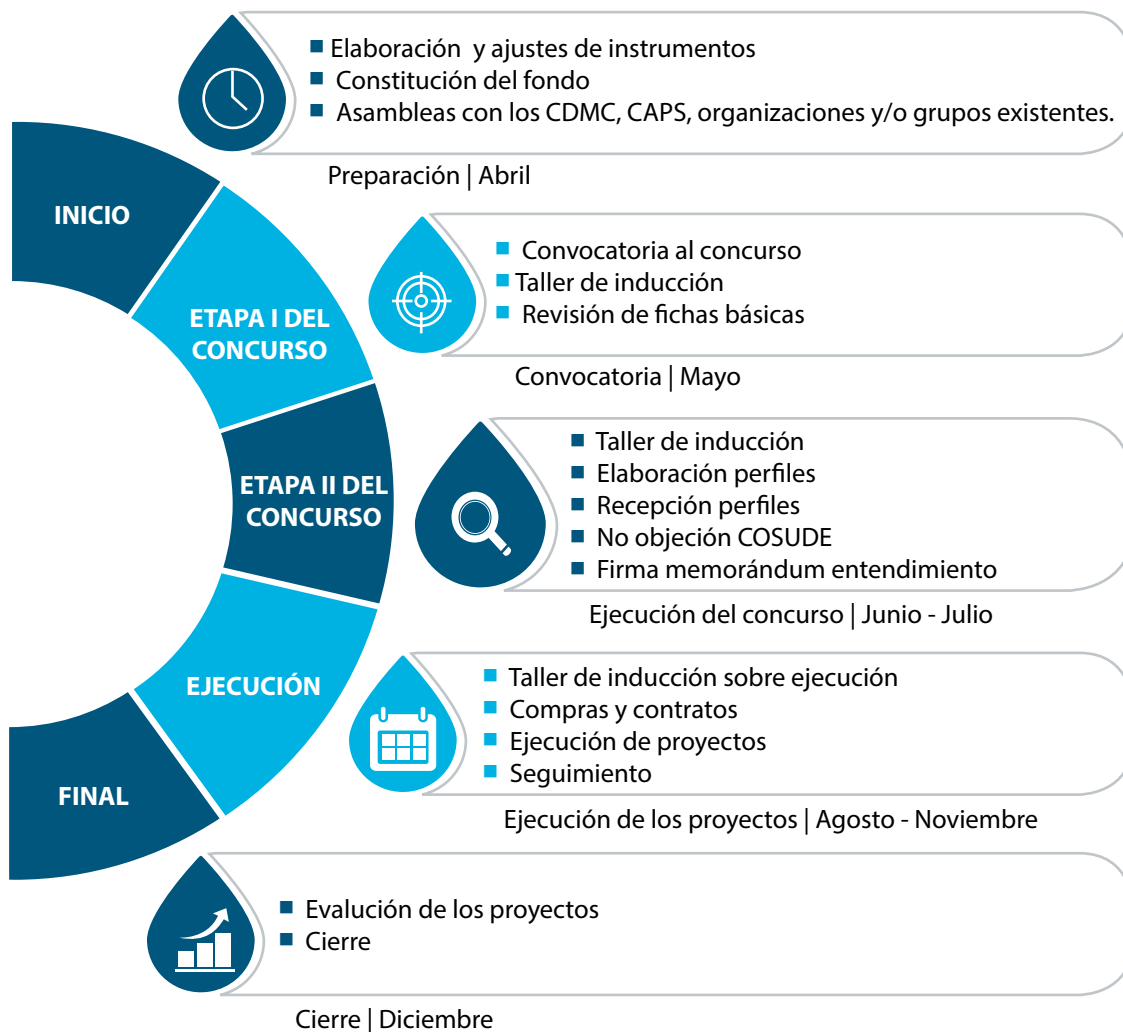 Elaboración y ajustes de instrumentos
Constitución del fondo
Asambleas con los CDMC, CAPS, organizaciones y/o grupos existentes.
Preparación | Abril
INICIO
Convocatoria al concurso
Taller de inducción
Revisión de fichas básicas
Convocatoria | Mayo
ETAPA I DEL
CONCURSO
Taller de inducción
Elaboración perfiles
Recepción perfiles
No objeción COSUDE
Firma memorándum entendimiento
Ejecución del concurso | Junio - Julio
ETAPA II DEL
CONCURSO
Taller de inducción sobre ejecución
Compras y contratos
Ejecución de proyectos
Seguimiento
Ejecución de los proyectos | Agosto - Noviembre
EJECUCIÓN
FINAL
Evalución de los proyectos
Cierre
Cierre | Diciembre